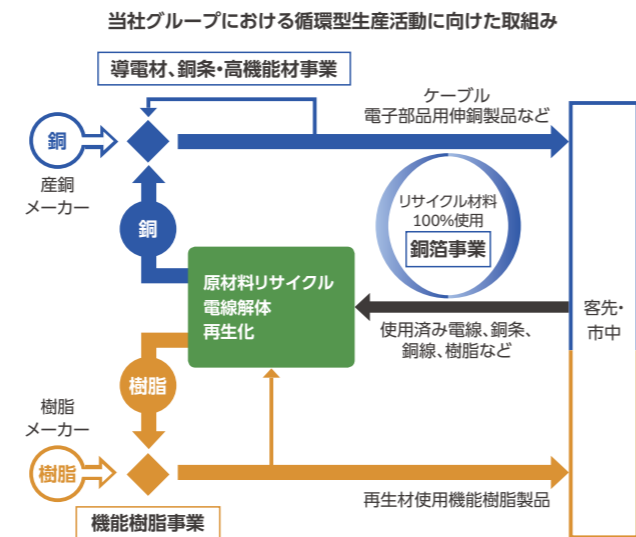 当社グループにおける循環型生産活動に向けた取組み
導電材、銅条・高機能材事業
ケーブル
電子部品用伸銅製品など
銅
産銅
メーカー
リサイクル材料
100%使用
銅箔事業
銅
原材料リサイクル
電線解体
再生化
客先・
市中
使用済み電線、銅条、
銅線、樹脂など
樹脂
樹脂
メーカー
樹脂
再生材使用機能樹脂製品
機能樹脂事業